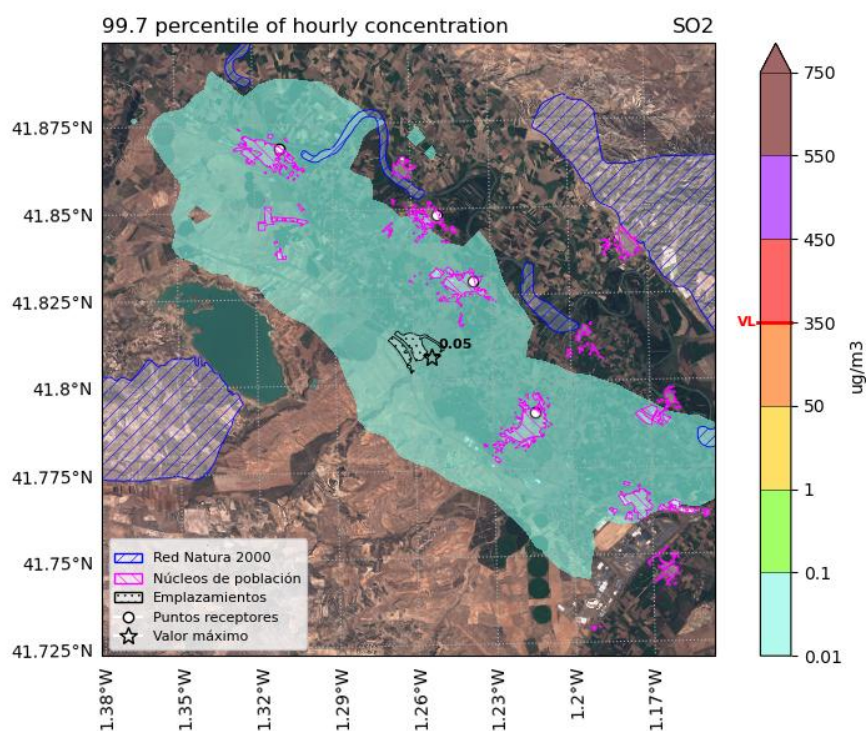 99.7 percentile of hourly concentration SO2
41.875°N
41.85°N
41.825°N
41.8°N
41.775°N
41.75°N
41.725°N
0.05
Red Natura 2000
Núcleos de población
Emplazamientos
Puntos receptores
Valor máximo
1.38°W
1.35°W
1.32°W
1.29°W
1.26°W
1.23°W
1.2°W
1.17°W
750
550
450
VL 350
50
1
0.1
0.01
ug/m3